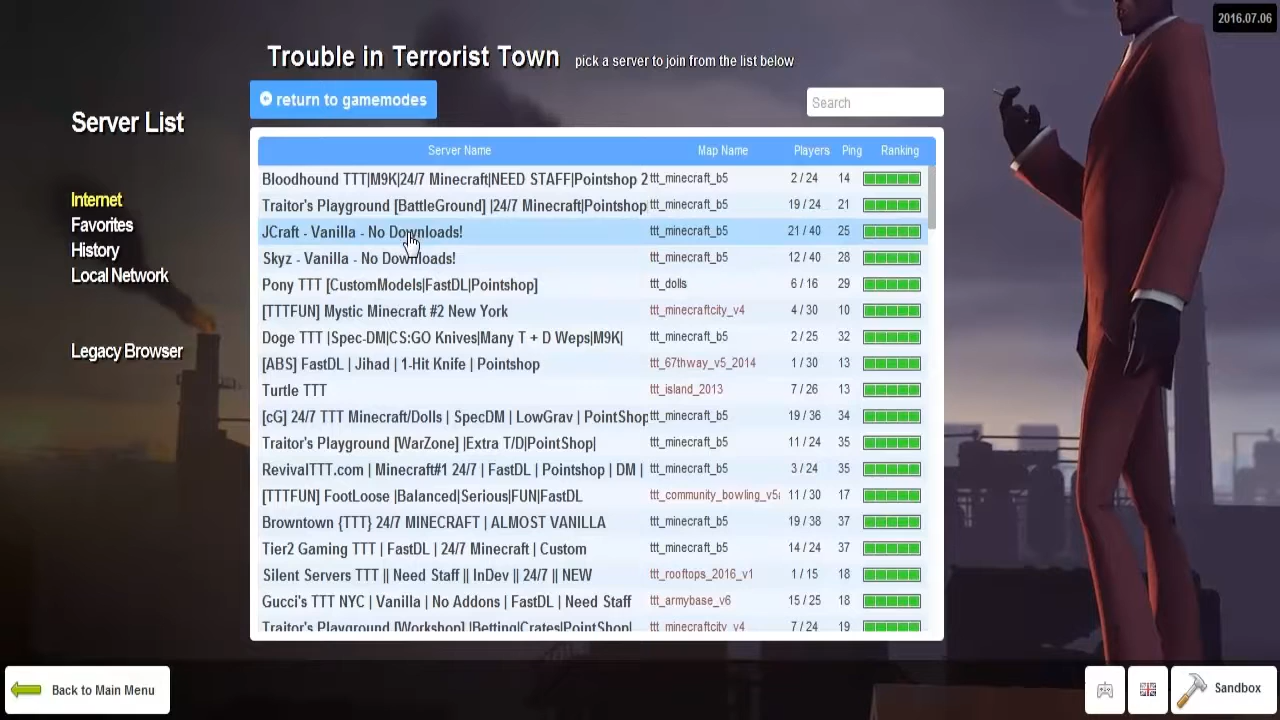 2016.07.06
Trouble in Terrorist Town pick a server to join from the list below
return to gamemodes
Search
Server List
Internet
Favorites
History
Local Network
Legacy Browser
Server Name Map Name Players Ping Ranking
Bloodhound TTT|M9K|24/7 Minecraft|NEED STAFF|Pointshop 2 ttt_minecraft_b5 2 / 24 14
Traitor's Playground [BattleGround] |24/7 Minecraft|Pointshop ttt_minecraft_b5 19 / 24 21
JCraft - Vanilla - No Downloads! ttt_minecraft_b5 21 / 40 25
Skyz - Vanilla - No Downloads! ttt_minecraft_b5 12 / 40 28
Pony TTT [CustomModels|FastDL|Pointshop] ttt_dolls 6 / 16 29
[TTTFUN] Mystic Minecraft #2 New York ttt_minecraftcity_v4 4 / 30 10
Doge TTT |Spec-DM|CS:GO Knives|Many T + D Weps|M9K| ttt_minecraft_b5 2 / 25 32
[ABS] FastDL | Jihad | 1-Hit Knife | Pointshop ttt_67thway_v5_2014 1 / 30 13
Turtle TTT ttt_island_2013 7 / 26 13
[cG] 24/7 TTT Minecraft/Dolls | SpecDM | LowGrav | PointShop ttt_minecraft_b5 19 / 36 34
Traitor's Playground [WarZone] |Extra T/D|PointShop| ttt_minecraft_b5 11 / 24 35
RevivalTTT.com | Minecraft#1 24/7 | FastDL | Pointshop | DM | ttt_minecraft_b5 3 / 24 35
[TTTFUN] FootLoose |Balanced|Serious|FUN|FastDL ttt_community_bowling_v5a 11 / 30 17
Browntown {TTT} 24/7 MINECRAFT | ALMOST VANILLA ttt_minecraft_b5 19 / 38 37
Tier2 Gaming TTT | FastDL | 24/7 Minecraft | Custom ttt_minecraft_b5 14 / 24 37
Silent Servers TTT || Need Staff || InDev || 24/7 || NEW ttt_rooftops_2016_v1 1 / 15 18
Gucci's TTT NYC | Vanilla | No Addons | FastDL | Need Staff ttt_armybase_v6 15 / 25 18
Traitor's Playground [Workshop] |Betting|Crates|PointShop| ttt_minecraftcity_v4 7 / 24 19
Back to Main Menu
Sandbox